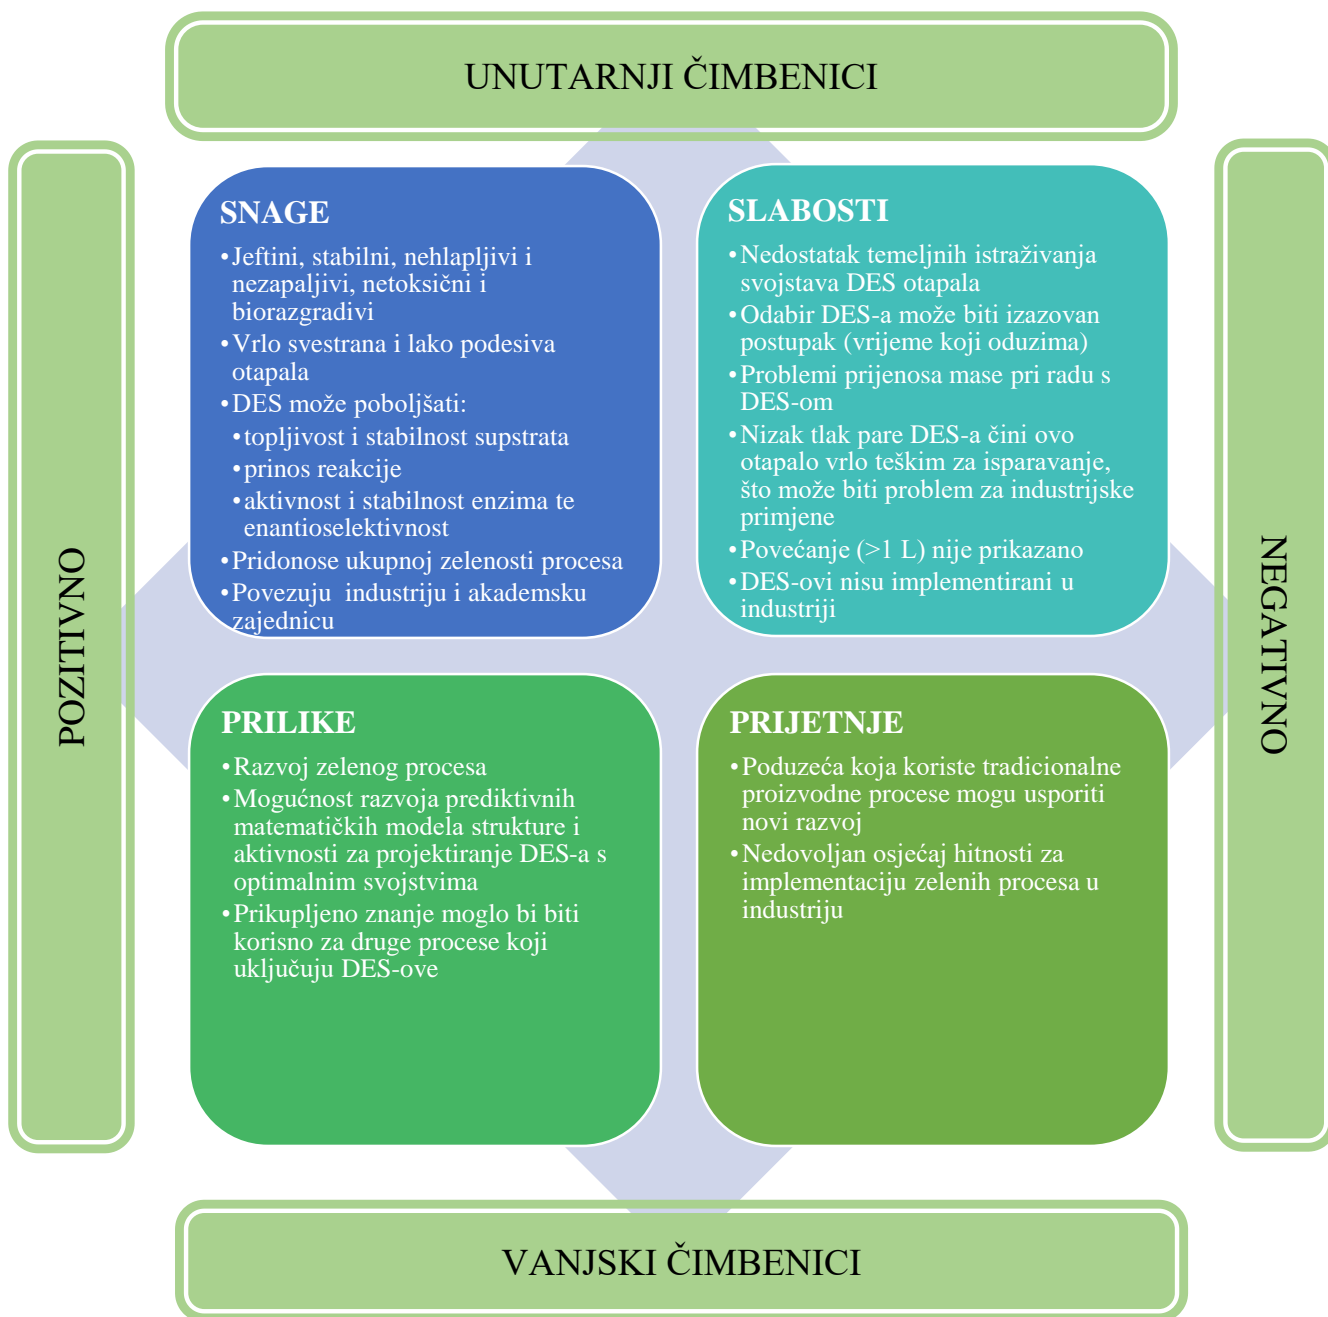 UNUTARNJI ČIMBENICI
POZITIVNO
SNAGE
•Jeftini, stabilni, nehlapljivi i
nezapaljivi, netoksični i
biorazgradivi
•Vrlo svestrana i lako podesiva
otapala
•DES može poboljšati:
•topljivost i stabilnost supstrata
•prinos reakcije
•aktivnost i stabilnost enzima te
enantioselektivnost
•Pridonose ukupnoj zelenosti procesa
•Povezuju industriju i akademsku
zajednicu
SLABOSTI
•Nedostatak temeljnih istraživanja
svojstava DES otapala
•Odabir DES-a može biti izazovan
postupak (vrijeme koji oduzima)
•Problemi prijenosa mase pri radu s
DES-om
•Nizak tlak pare DES-a čini ovo
otapalo vrlo teškim za isparavanje,
što može biti problem za industrijske
primjene
•Povećanje (>1 L) nije prikazano
•DES-ovi nisu implementirani u
industriji
NEGATIVNO
PRILIKE
•Razvoj zelenog procesa
•Mogućnost razvoja prediktivnih
matematičkih modela strukture i
aktivnosti za projektiranje DES-a s
optimalnim svojstvima
•Prikupljeno znanje moglo bi biti
korisno za druge procese koji
uključuju DES-ove
PRIJETNJE
•Poduzeća koja koriste tradicionalne
proizvodne procese mogu usporiti
novi razvoj
•Nedovoljan osjećaj hitnosti za
implementaciju zelenih procesa u
industriju
VANJSKI ČIMBENICI